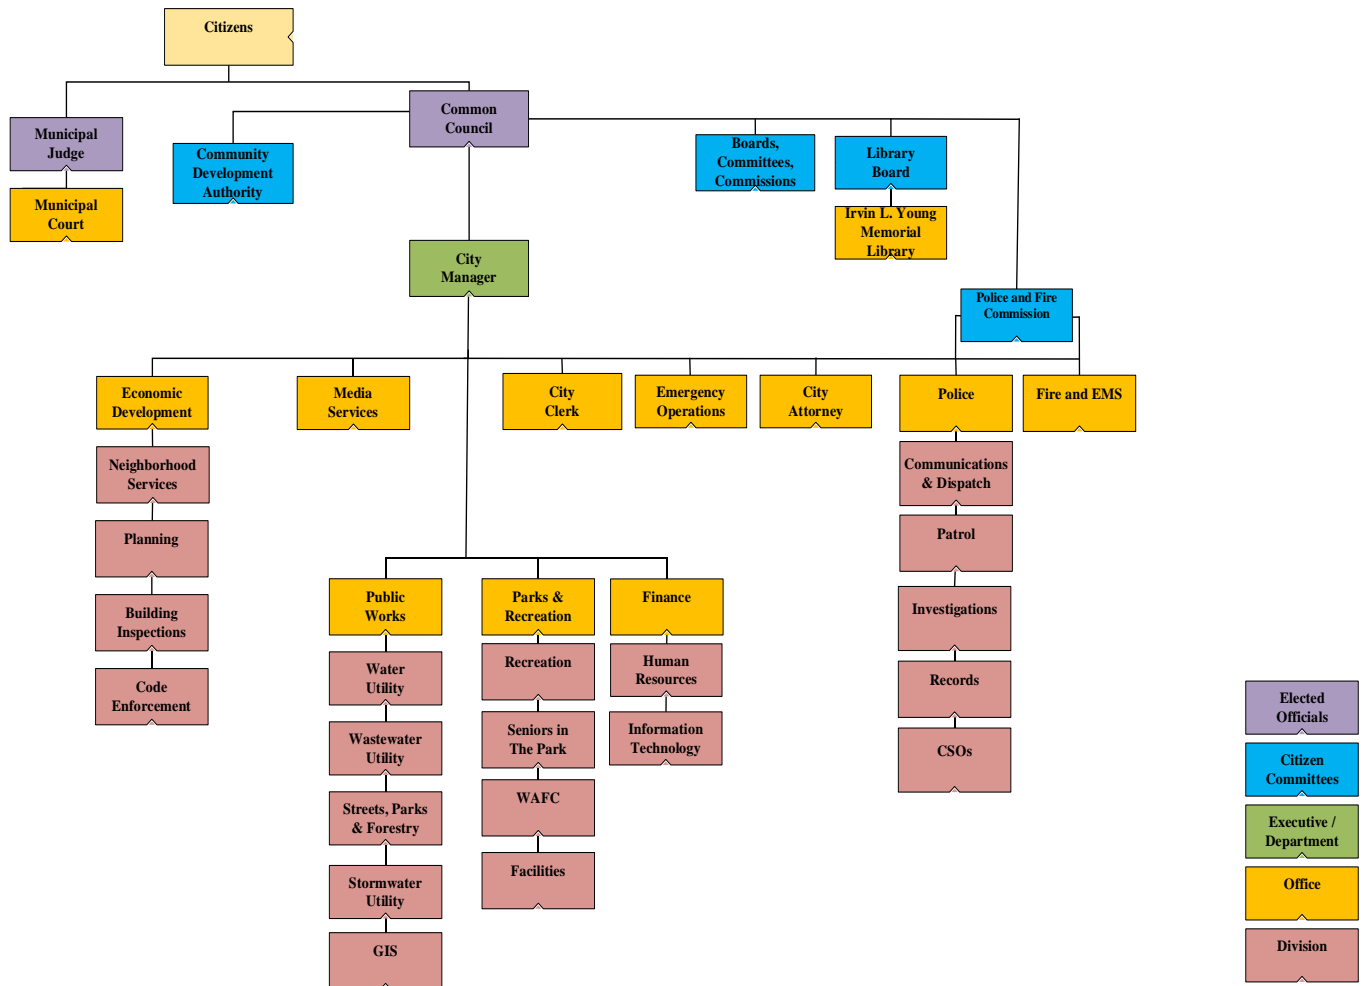 Citizens
Common
Council
Municipal
Judge
Community
Development
Authority
Boards,
Committees,
Commissions
Library
Board
Municipal
Court
Irvin L. Young
Memorial
Library
City
Manager
Police and Fire
Commission
Economic
Development
Media
Services
City
Clerk
Emergency
Operations
City
Attorney
Police
Fire and EMS
Neighborhood
Services
Planning
Building
Inspections
Code
Enforcement
Communications
& Dispatch
Patrol
Investigations
Records
CSOs
Public
Works
Water
Utility
Wastewater
Utility
Streets, Parks
& Forestry
Stormwater
Utility
GIS
Parks &
Recreation
Recreation
Seniors in
The Park
WAFC
Facilities
Finance
Human
Resources
Information
Technology
Elected
Officials
Citizen
Committees
Executive /
Department
Office
Division